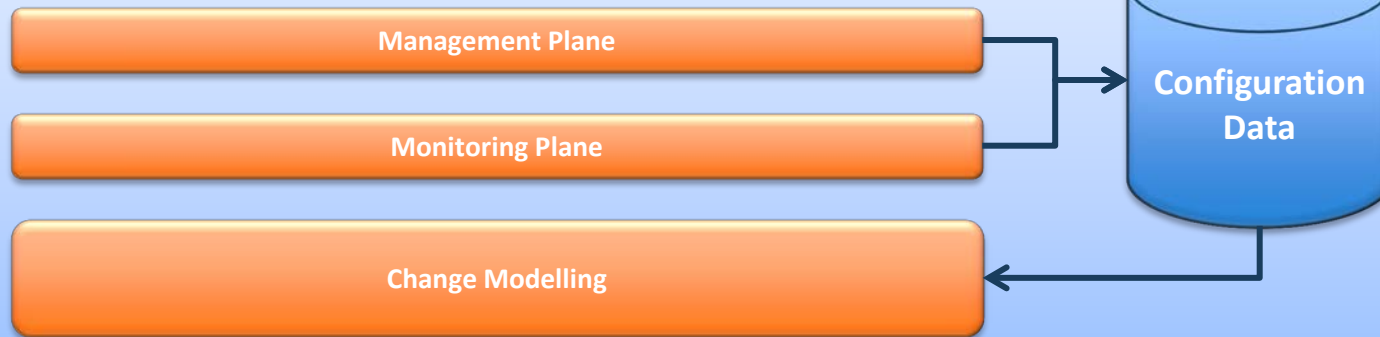 Management Plane
Configuration
Data
Monitoring Plane
Change Modelling